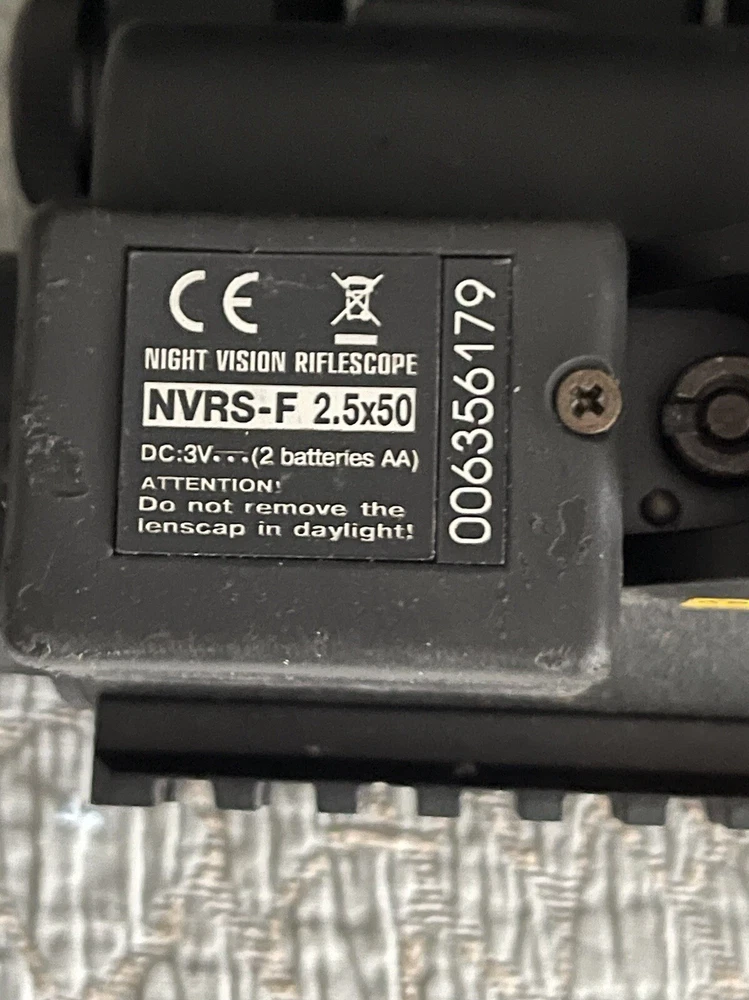 CE
NIGHT VISION RIFLESCOPE
NVRS-F 2.5x50
DC:3V⎓(2 batteries AA)
ATTENTION!
Do not remove the
lenscap in daylight!
006356179